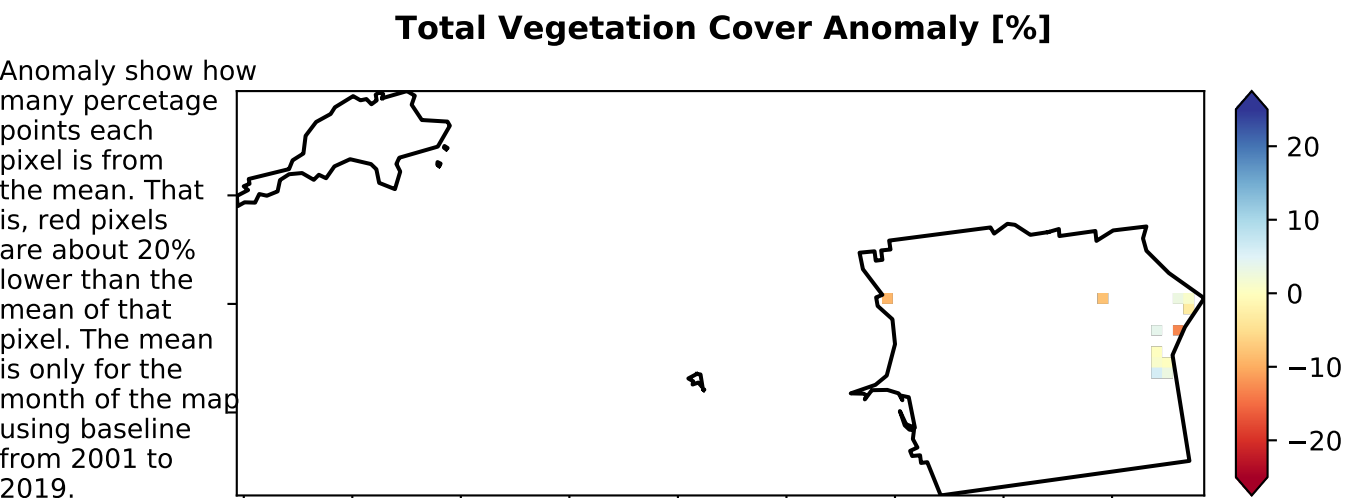 Total Vegetation Cover Anomaly [%]
Anomaly show how
many percetage
points each
pixel is from
the mean. That
is, red pixels
are about 20%
lower than the
mean of that
pixel. The mean
is only for the
month of the map
using baseline
from 2001 to
2019.
20
10
0
−10
−20